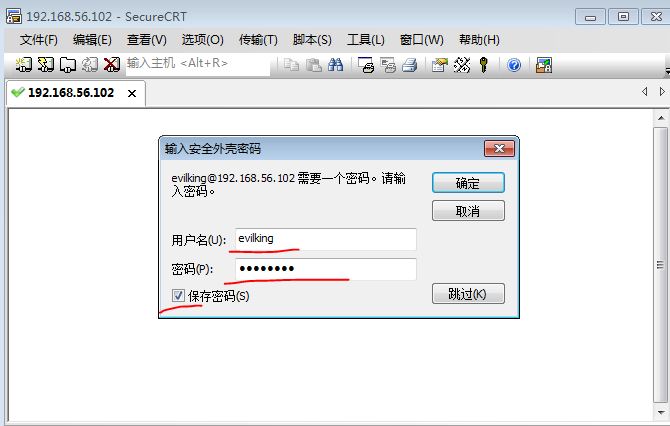 192.168.56.102 - SecureCRT
文件(F) 编辑(E) 查看(V) 选项(O) 传输(T) 脚本(S) 工具(L) 窗口(W) 帮助(H)
输入主机 <Alt+R>
192.168.56.102
输入安全外壳密码
evilking@192.168.56.102 需要一个密码。请输
入密码。
确定
取消
用户名(U): evilking
密码(P): ●●●●●●●●
保存密码(S)
跳过(K)